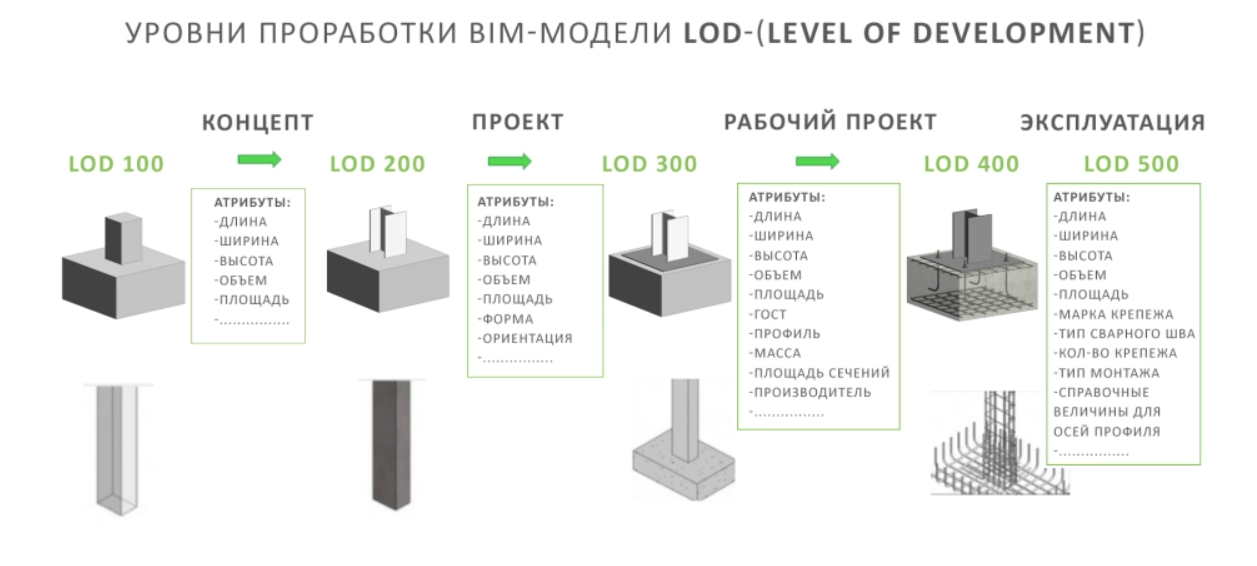 УРОВНИ ПРОРАБОТКИ BIM-МОДЕЛИ LOD-(LEVEL OF DEVELOPMENT)
КОНЦЕПТ
ПРОЕКТ
РАБОЧИЙ ПРОЕКТ
ЭКСПЛУАТАЦИЯ
LOD 100
LOD 200
LOD 300
LOD 400
LOD 500
АТРИБУТЫ:
-ДЛИНА
-ШИРИНА
-ВЫСОТА
-ОБЪЕМ
-ПЛОЩАДЬ
-................
АТРИБУТЫ:
-ДЛИНА
-ШИРИНА
-ВЫСОТА
-ОБЪЕМ
-ПЛОЩАДЬ
-ФОРМА
-ОРИЕНТАЦИЯ
-................
АТРИБУТЫ:
-ДЛИНА
-ШИРИНА
-ВЫСОТА
-ОБЪЕМ
-ПЛОЩАДЬ
-ГОСТ
-ПРОФИЛЬ
-МАССА
-ПЛОЩАДЬ СЕЧЕНИЙ
-ПРОИЗВОДИТЕЛЬ
-................
АТРИБУТЫ:
-ДЛИНА
-ШИРИНА
-ВЫСОТА
-ОБЪЕМ
-ПЛОЩАДЬ
-МАРКА КРЕПЕЖА
-ТИП СВАРНОГО ШВА
-КОЛ-ВО КРЕПЕЖА
-ТИП МОНТАЖА
-СПРАВОЧНЫЕ
ВЕЛИЧИНЫ ДЛЯ
ОСЕЙ ПРОФИЛЯ
-................